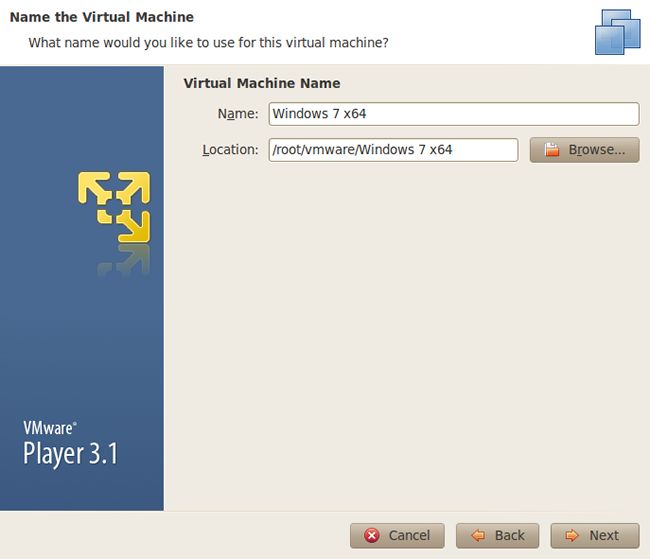 Name the Virtual Machine
What name would you like to use for this virtual machine?
Virtual Machine Name
Name: Windows 7 x64
Location: /root/vmware/Windows 7 x64 Browse...
VMware®
Player 3.1
Cancel Back Next